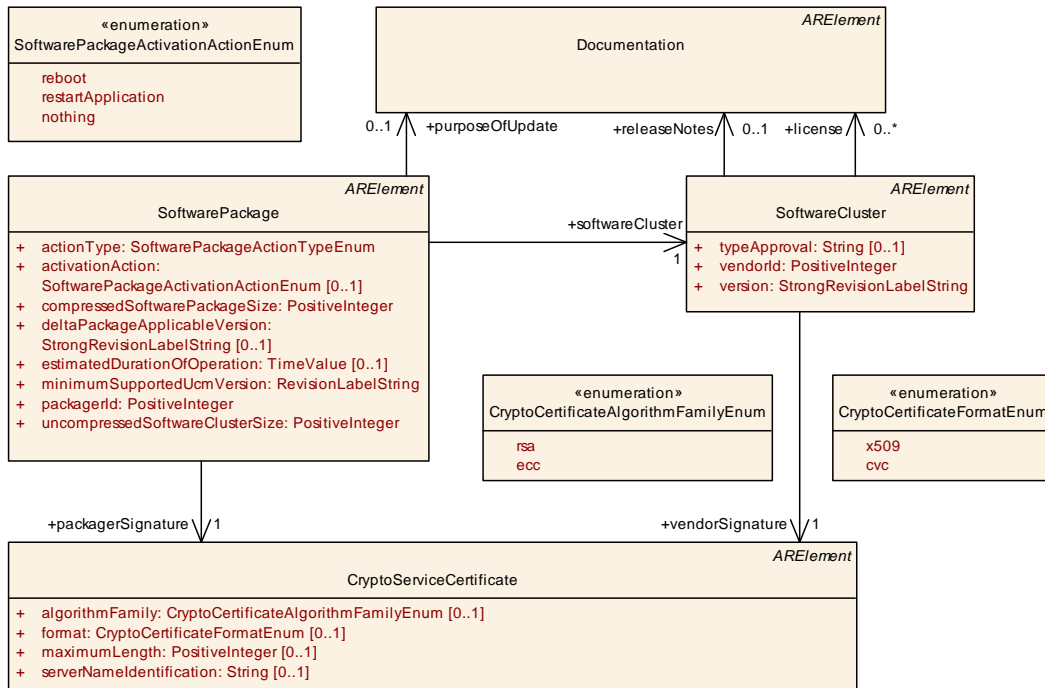 «enumeration»
SoftwarePackageActivationActionEnum
reboot
restartApplication
nothing
ARElement
Documentation
0..1
+purposeOfUpdate
+releaseNotes
0..1
+license
0..*
ARElement
SoftwarePackage
+ actionType: SoftwarePackageActionTypeEnum
+ activationAction:
SoftwarePackageActivationActionEnum [0..1]
+ compressedSoftwarePackageSize: PositiveInteger
+ deltaPackageApplicableVersion:
StrongRevisionLabelString [0..1]
+ estimatedDurationOfOperation: TimeValue [0..1]
+ minimumSupportedUcmVersion: RevisionLabelString
+ packagerId: PositiveInteger
+ uncompressedSoftwareClusterSize: PositiveInteger
+softwareCluster
1
ARElement
SoftwareCluster
+ typeApproval: String [0..1]
+ vendorId: PositiveInteger
+ version: StrongRevisionLabelString
«enumeration»
CryptoCertificateAlgorithmFamilyEnum
rsa
ecc
«enumeration»
CryptoCertificateFormatEnum
x509
cvc
+packagerSignature
1
+vendorSignature
1
ARElement
CryptoServiceCertificate
+ algorithmFamily: CryptoCertificateAlgorithmFamilyEnum [0..1]
+ format: CryptoCertificateFormatEnum [0..1]
+ maximumLength: PositiveInteger [0..1]
+ serverNameIdentification: String [0..1]